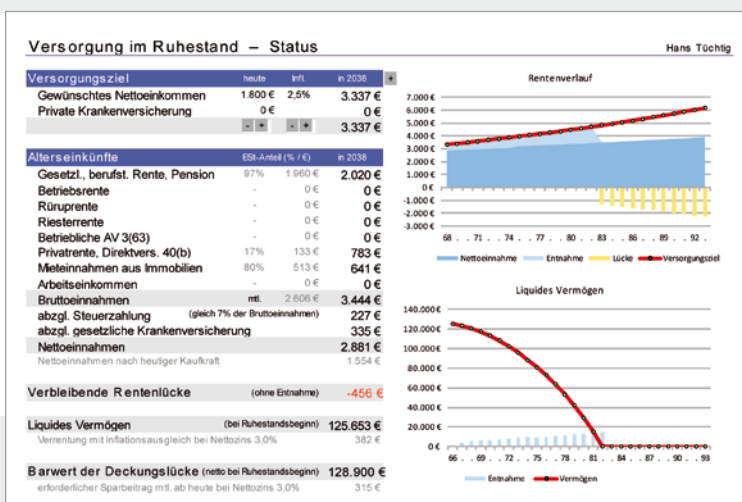 Versorgung im Ruhestand – Status
Hans Tüchtig
Versorgungsziel heute Infl. in 2038 +
Gewünschtes Nettoeinkommen 1.800 € 2,5% 3.337 €
Private Krankenversicherung 0 € 0 €
- + - + 3.337 €
Alterseinkünfte ESt-Anteil (% / €) in 2038
Gesetzl., berufst. Rente, Pension 97% 1.960 € 2.020 €
Betriebsrente - 0 € 0 €
Rüruprente - 0 € 0 €
Riesterrente - 0 € 0 €
Betriebliche AV 3(63) - 0 € 0 €
Privatrente, Direktvers. 40(b) 17% 133 € 783 €
Mieteinnahmen aus Immobilien 80% 513 € 641 €
Arbeitseinkommen - 0 € 0 €
Bruttoeinnahmen mtl. 2.606 € 3.444 €
abzgl. Steuerzahlung (gleich 7% der Bruttoeinnahmen) 227 €
abzgl. gesetzliche Krankenversicherung 335 €
Nettoeinnahmen 2.881 €
Nettoeinnahmen nach heutiger Kaufkraft 1.554 €
Verbleibende Rentenlücke (ohne Entnahme) -456 €
Liquides Vermögen (bei Ruhestandsbeginn) 125.653 €
Verrentung mit Inflationsausgleich bei Nettozins 3,0% 382 €
Barwert der Deckungslücke (netto bei Ruhestandsbeginn) 128.900 €
erforderlicher Sparbeitrag mtl. ab heute bei Nettozins 3,0% 315 €
Rentenverlauf
7.000 €
6.000 €
5.000 €
4.000 €
3.000 €
2.000 €
1.000 €
0 €
-1.000 €
-2.000 €
-3.000 €
68 . . 71 . . 74 . . 77 . . 80 . . 83 . . 86 . . 89 . . 92 .
Nettoeinnahme Entnahme Lücke Versorgungsziel
Liquides Vermögen
140.000 €
120.000 €
100.000 €
80.000 €
60.000 €
40.000 €
20.000 €
0 €
66 . . 69 . . 72 . . 75 . . 78 . . 81 . . 84 . . 87 . . 90 . . 93
Entnahme Vermögen